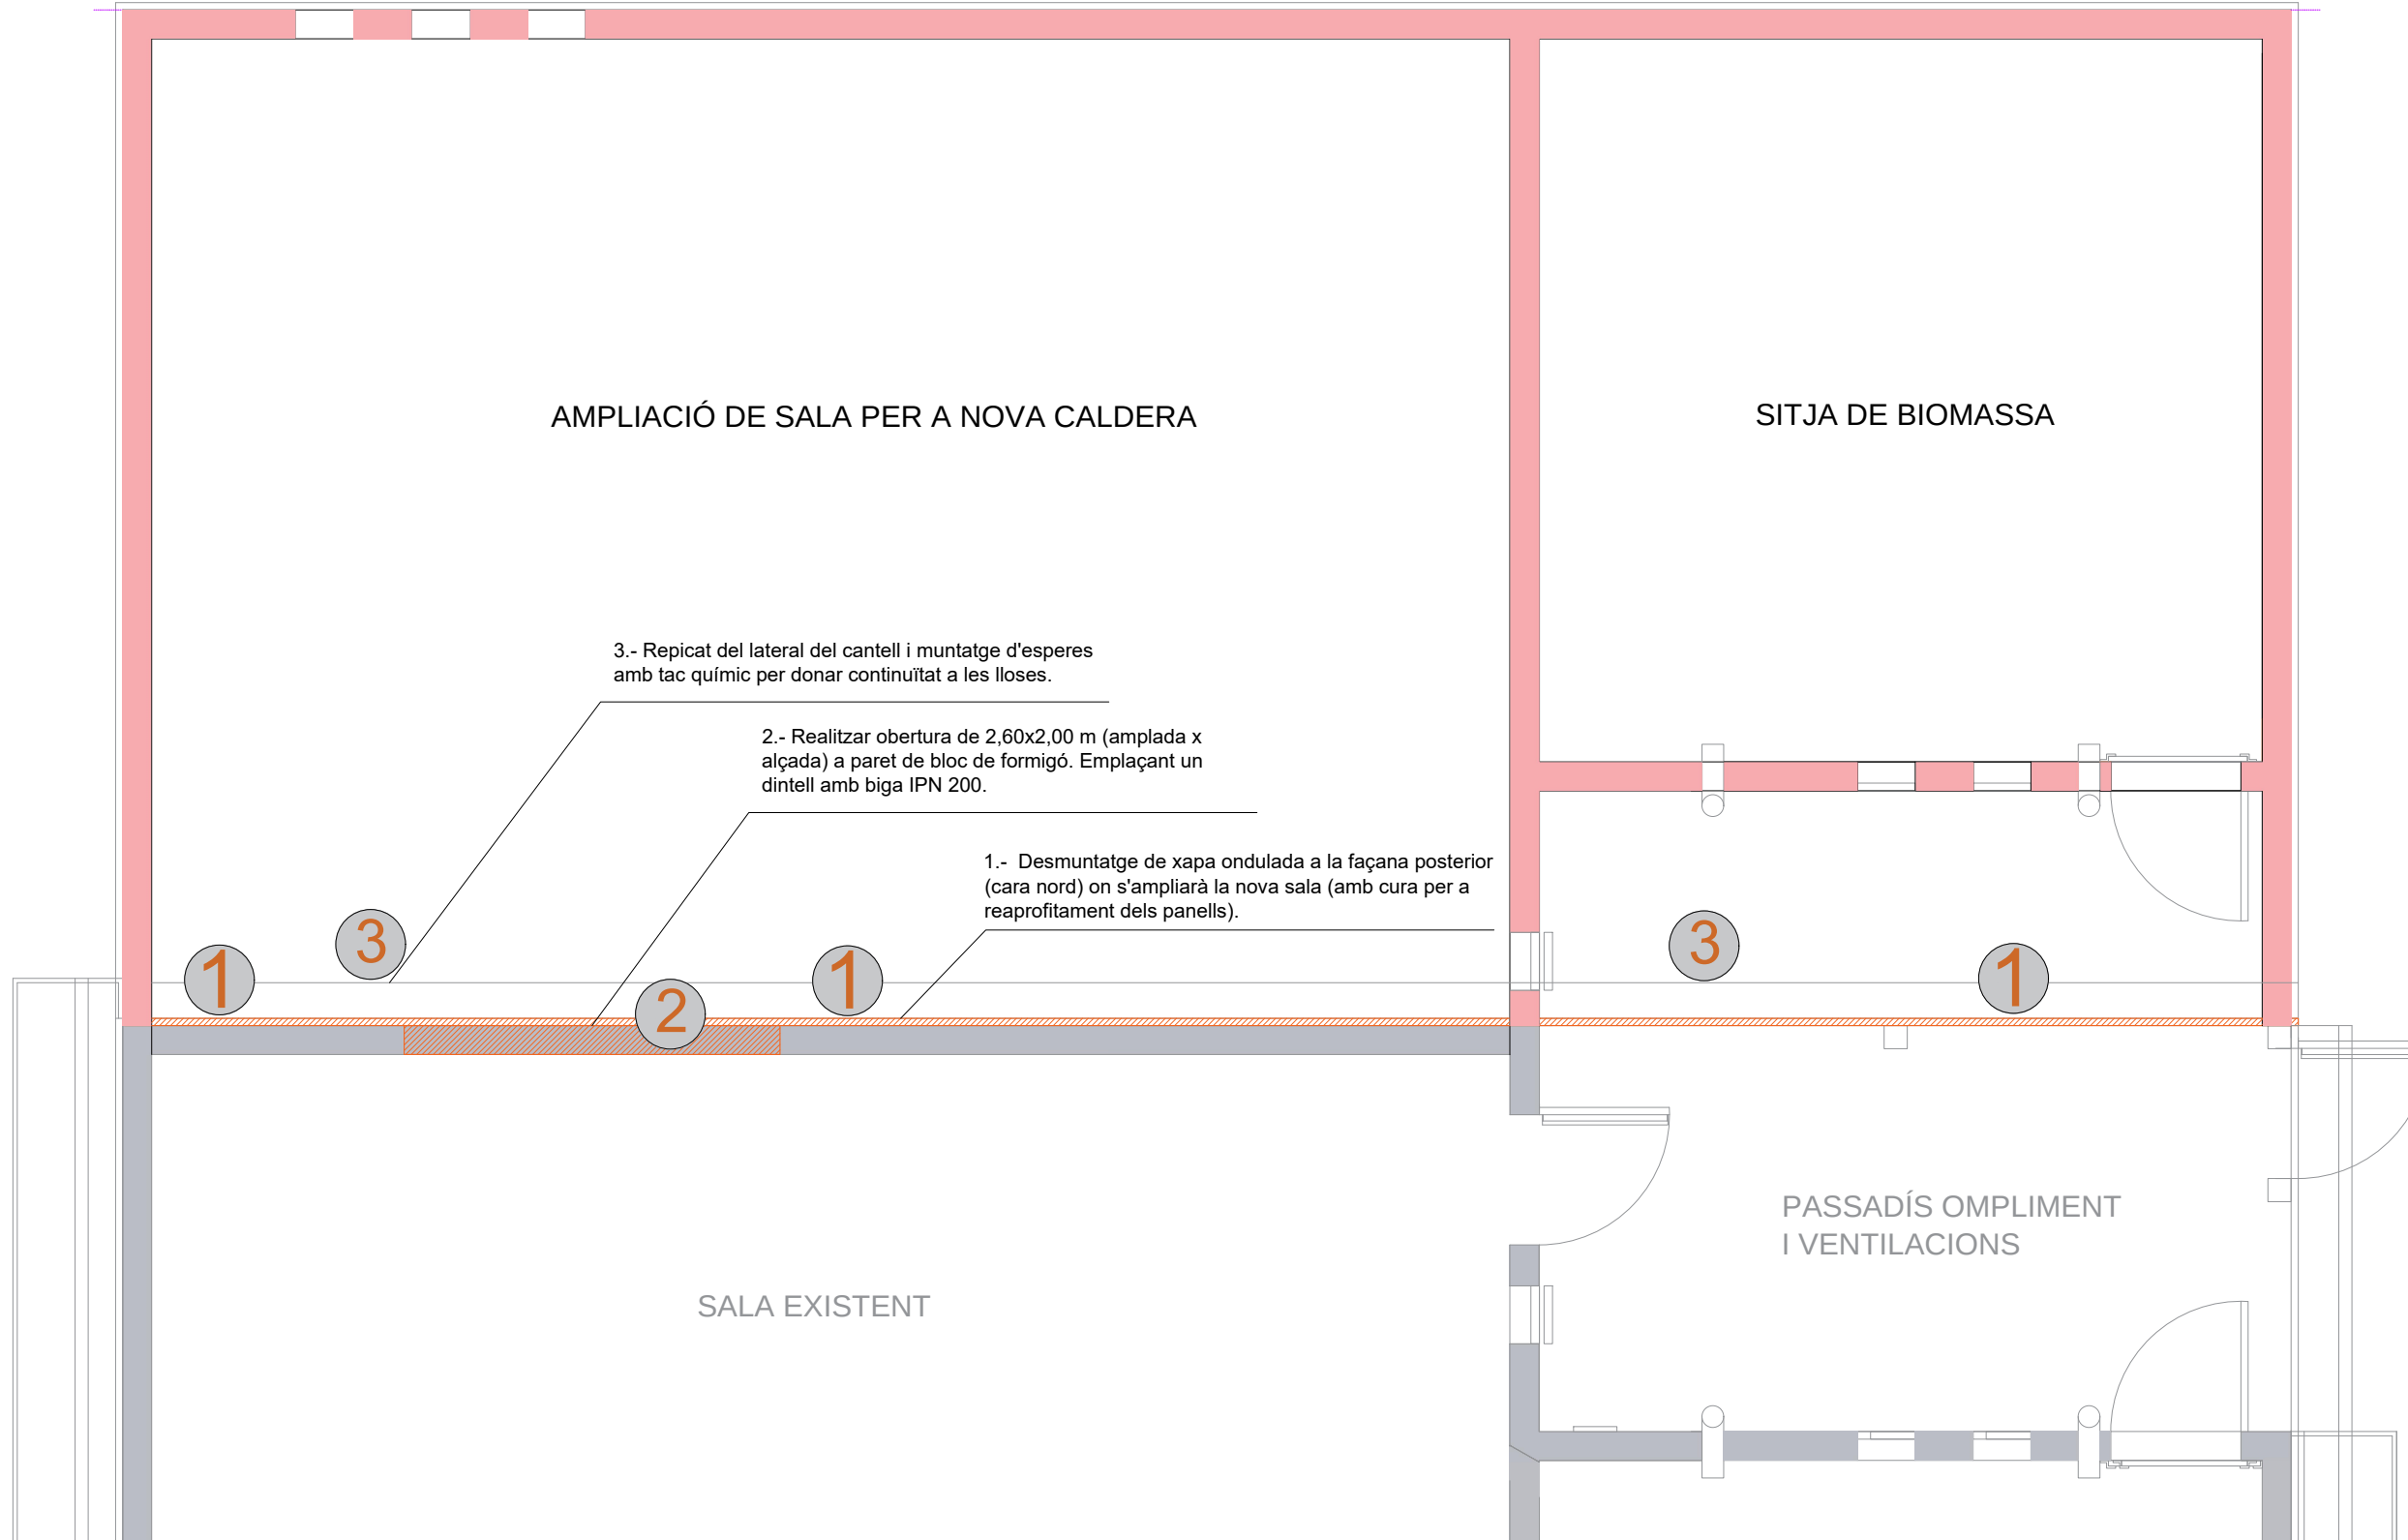 AMPLIACIÓ DE SALA PER A NOVA CALDERA
SITJA DE BIOMASSA
3.- Repicat del lateral del cantell i muntatge d'esperes
amb tac químic per donar continuïtat a les lloses.
2.- Realitzar obertura de 2,60x2,00 m (amplada x
alçada) a paret de bloc de formigó. Emplaçant un
dintell amb biga IPN 200.
1.- Desmuntatge de xapa ondulada a la façana posterior
(cara nord) on s'ampliarà la nova sala (amb cura per a
reaprofitament dels panells).
1
3
2
1
3
1
PASSADÍS OMPLIMENT
I VENTILACIONS
SALA EXISTENT